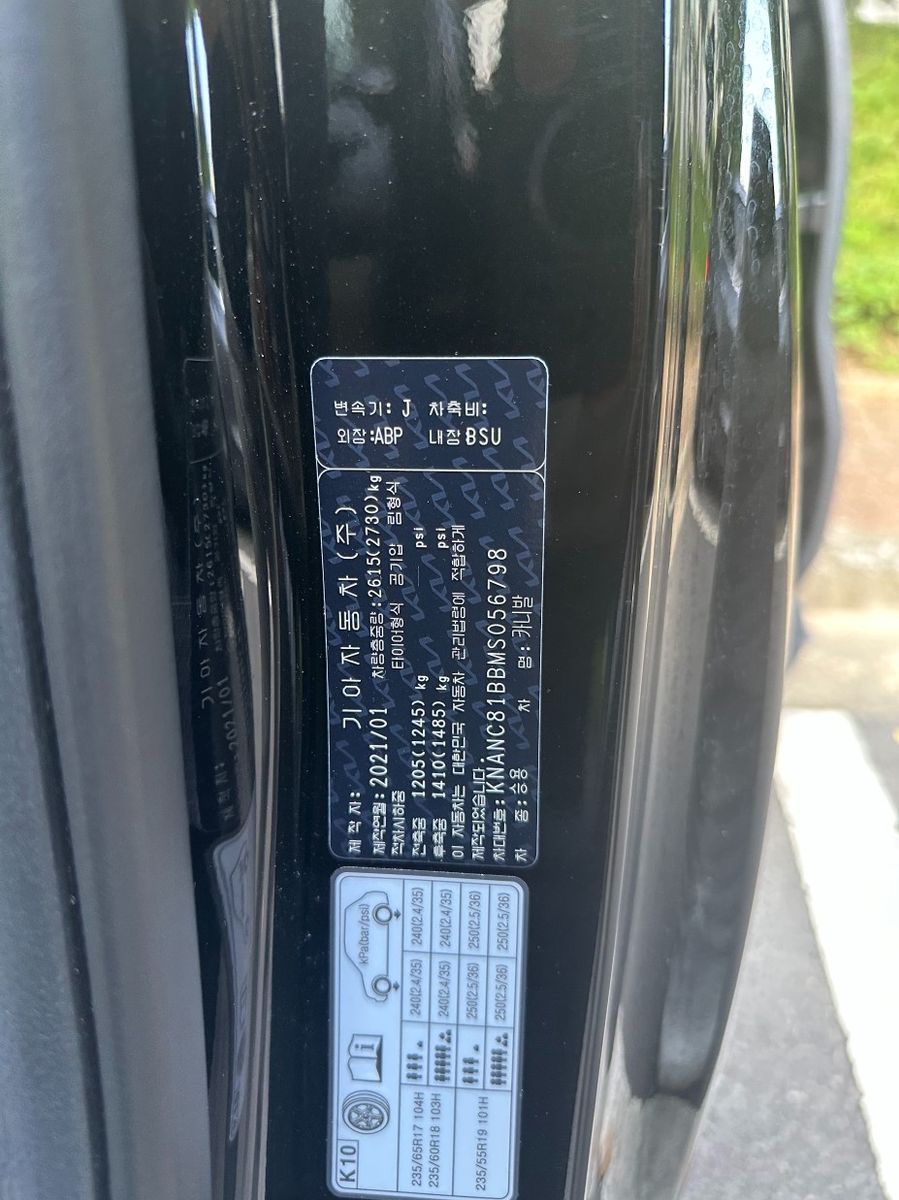 변속기: J 차축비:
외장:ABP 내장:BSU
제 작 자: 기아자동차(주)
제작연월:2021/01 차량총중량:2615(2730)kg
적차시하중 타이어형식 공기압 림형식
전축중 1205(1245) kg psi
후축중 1410(1485) kg psi
이 자동차는 대한민국 자동차 관리법령에 적합하게
제작되었습니다.
차대번호:KNANC81BBMS056798
차 종:승용 차 명:카니발
K10 i kPa(bar/psi)
235/65R17 104H 240(2.4/35) 240(2.4/35)
235/60R18 103H 240(2.4/35) 240(2.4/35)
250(2.5/36) 250(2.5/36)
235/55R19 101H 250(2.5/36) 250(2.5/36)